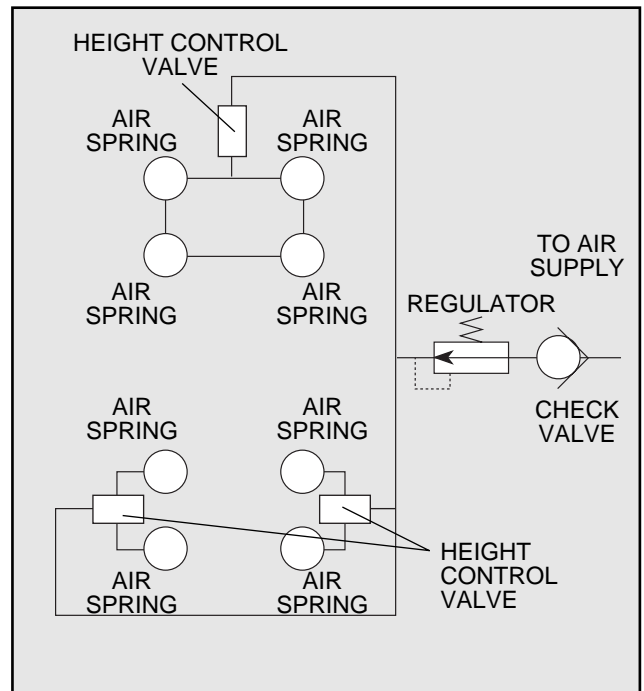 HEIGHT CONTROL
VALVE
AIR
SPRING
AIR
SPRING
AIR
SPRING
AIR
SPRING
TO AIR
SUPPLY
REGULATOR
CHECK
VALVE
AIR
SPRING
AIR
SPRING
AIR
SPRING
AIR
SPRING
HEIGHT
CONTROL
VALVE